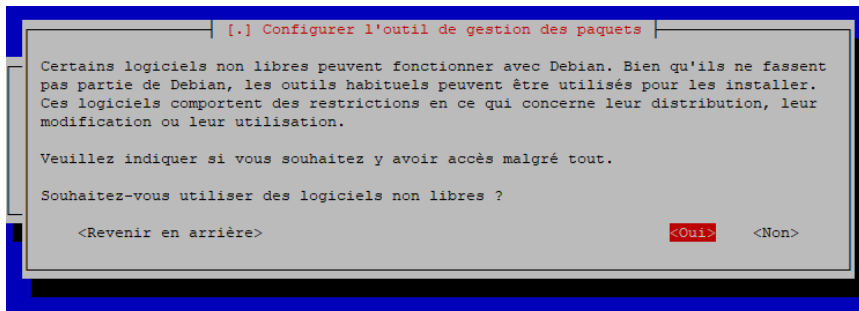 [.] Configurer l'outil de gestion des paquets
Certains logiciels non libres peuvent fonctionner avec Debian. Bien qu'ils ne fassent
pas partie de Debian, les outils habituels peuvent être utilisés pour les installer.
Ces logiciels comportent des restrictions en ce qui concerne leur distribution, leur
modification ou leur utilisation.
Veuillez indiquer si vous souhaitez y avoir accès malgré tout.
Souhaitez-vous utiliser des logiciels non libres ?
<Revenir en arrière> <Oui> <Non>